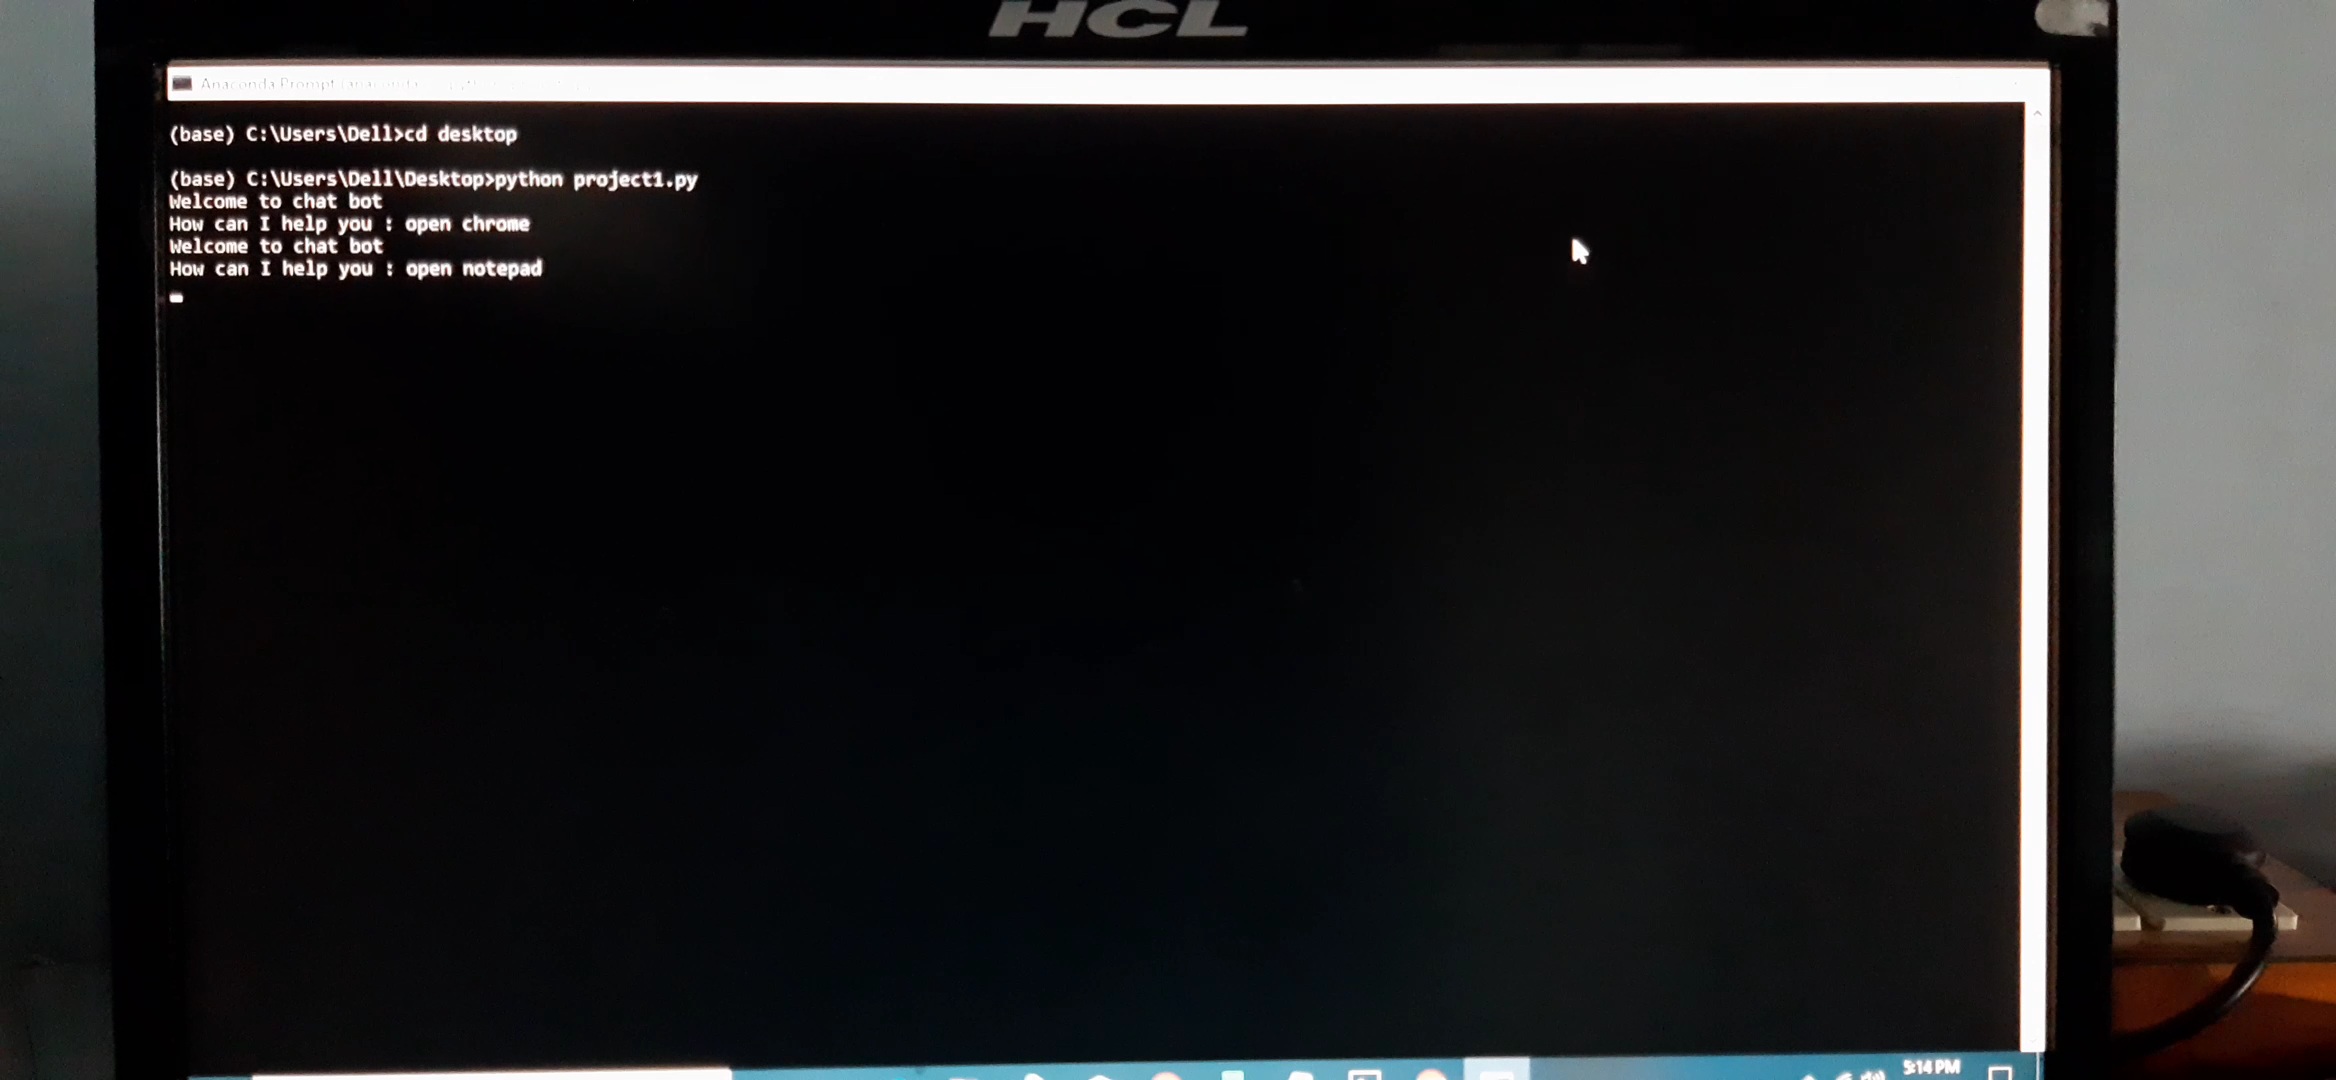 HCL
Anaconda Prompt
(base) C:\Users\Dell>cd desktop
(base) C:\Users\Dell\Desktop>python project1.py
Welcome to chat bot
How can I help you : open chrome
Welcome to chat bot
How can I help you : open notepad
5:14 PM